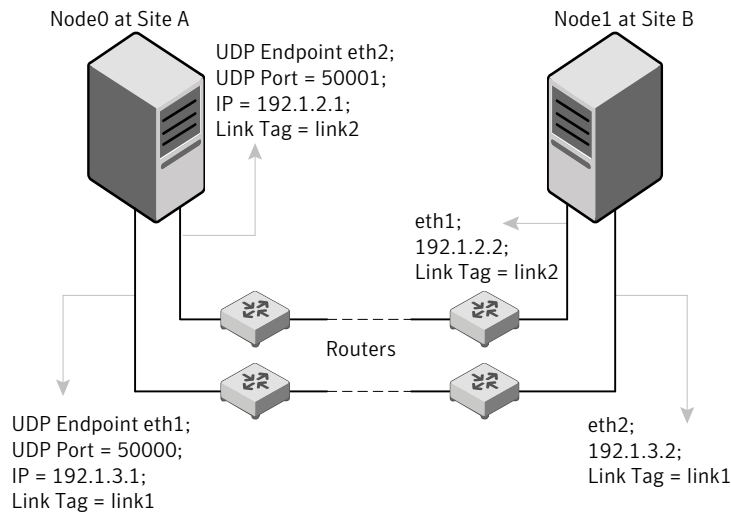 Node0 at Site A
Node1 at Site B
UDP Endpoint eth2;
UDP Port = 50001;
IP = 192.1.2.1;
Link Tag = link2
eth1;
192.1.2.2;
Link Tag = link2
Routers
UDP Endpoint eth1;
UDP Port = 50000;
IP = 192.1.3.1;
Link Tag = link1
eth2;
192.1.3.2;
Link Tag = link1